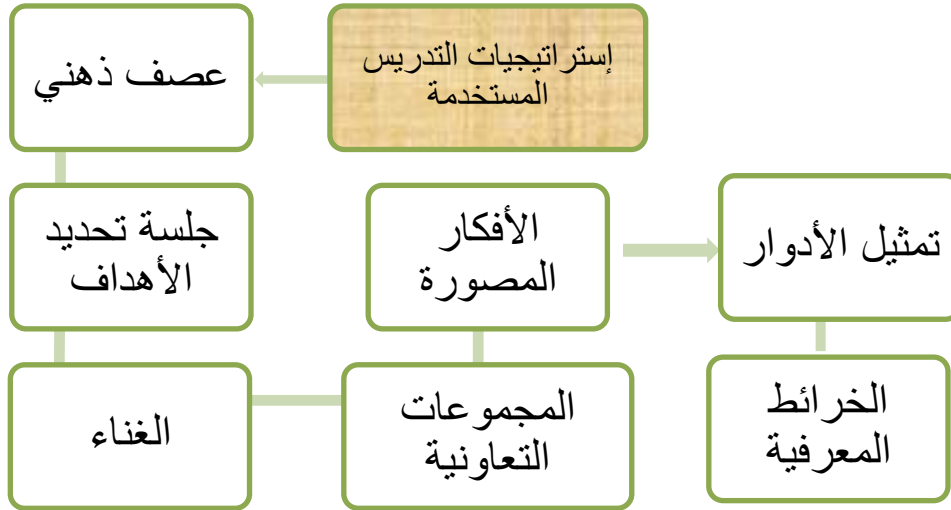 إستراتيجيات التدريس
المستخدمة
عصف ذهني
جلسة تحديد
الأهداف
الغناء
المجموعات
التعاونية
الأفكار
المصورة
تمثيل الأدوار
الخرائط
المعرفية